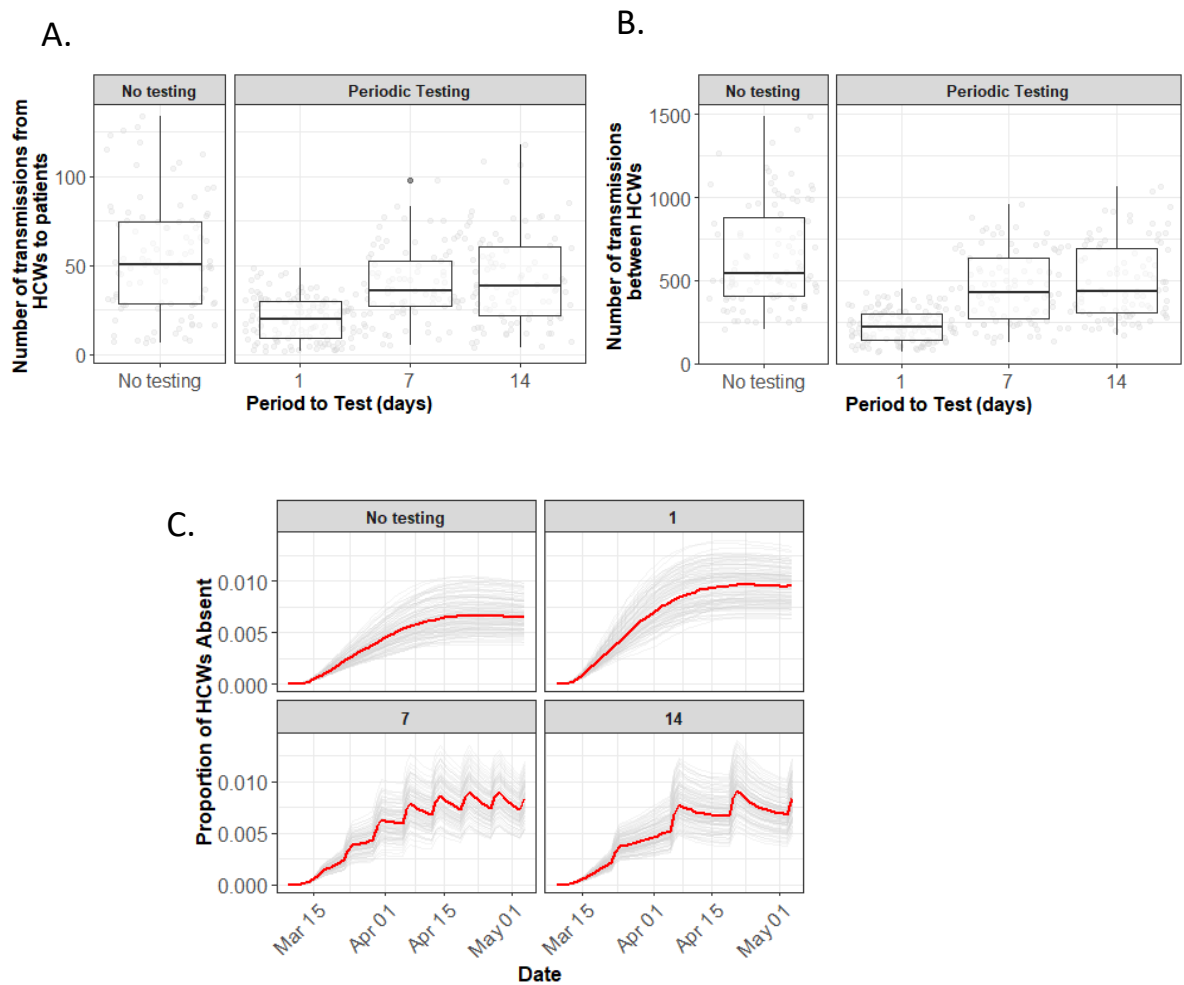 A.
No testing
Periodic Testing
Number of transmissions from
HCWs to patients
100
50
0
No testing
1
7
14
Period to Test (days)
B.
No testing
Periodic Testing
Number of transmissions
between HCWs
1500
1000
500
0
No testing
1
7
14
Period to Test (days)
C.
No testing
1
Proportion of HCWs Absent
0.010
0.005
0.000
7
14
0.010
0.005
0.000
Mar 15
Apr 01
Apr 15
May 01
Mar 15
Apr 01
Apr 15
May 01
Date